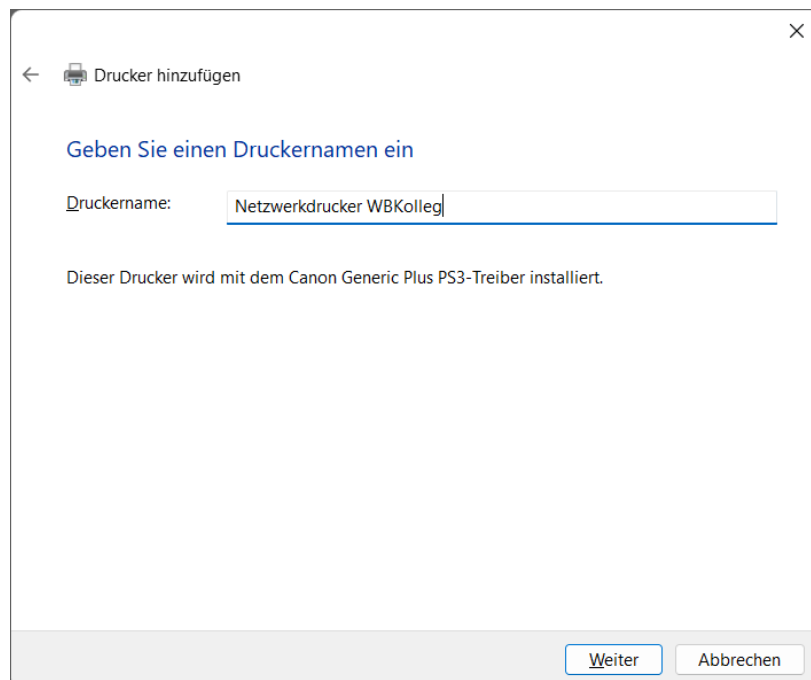 Drucker hinzufügen
Geben Sie einen Druckernamen ein
Druckername: Netzwerkdrucker WBKolleg
Dieser Drucker wird mit dem Canon Generic Plus PS3-Treiber installiert.
Weiter Abbrechen